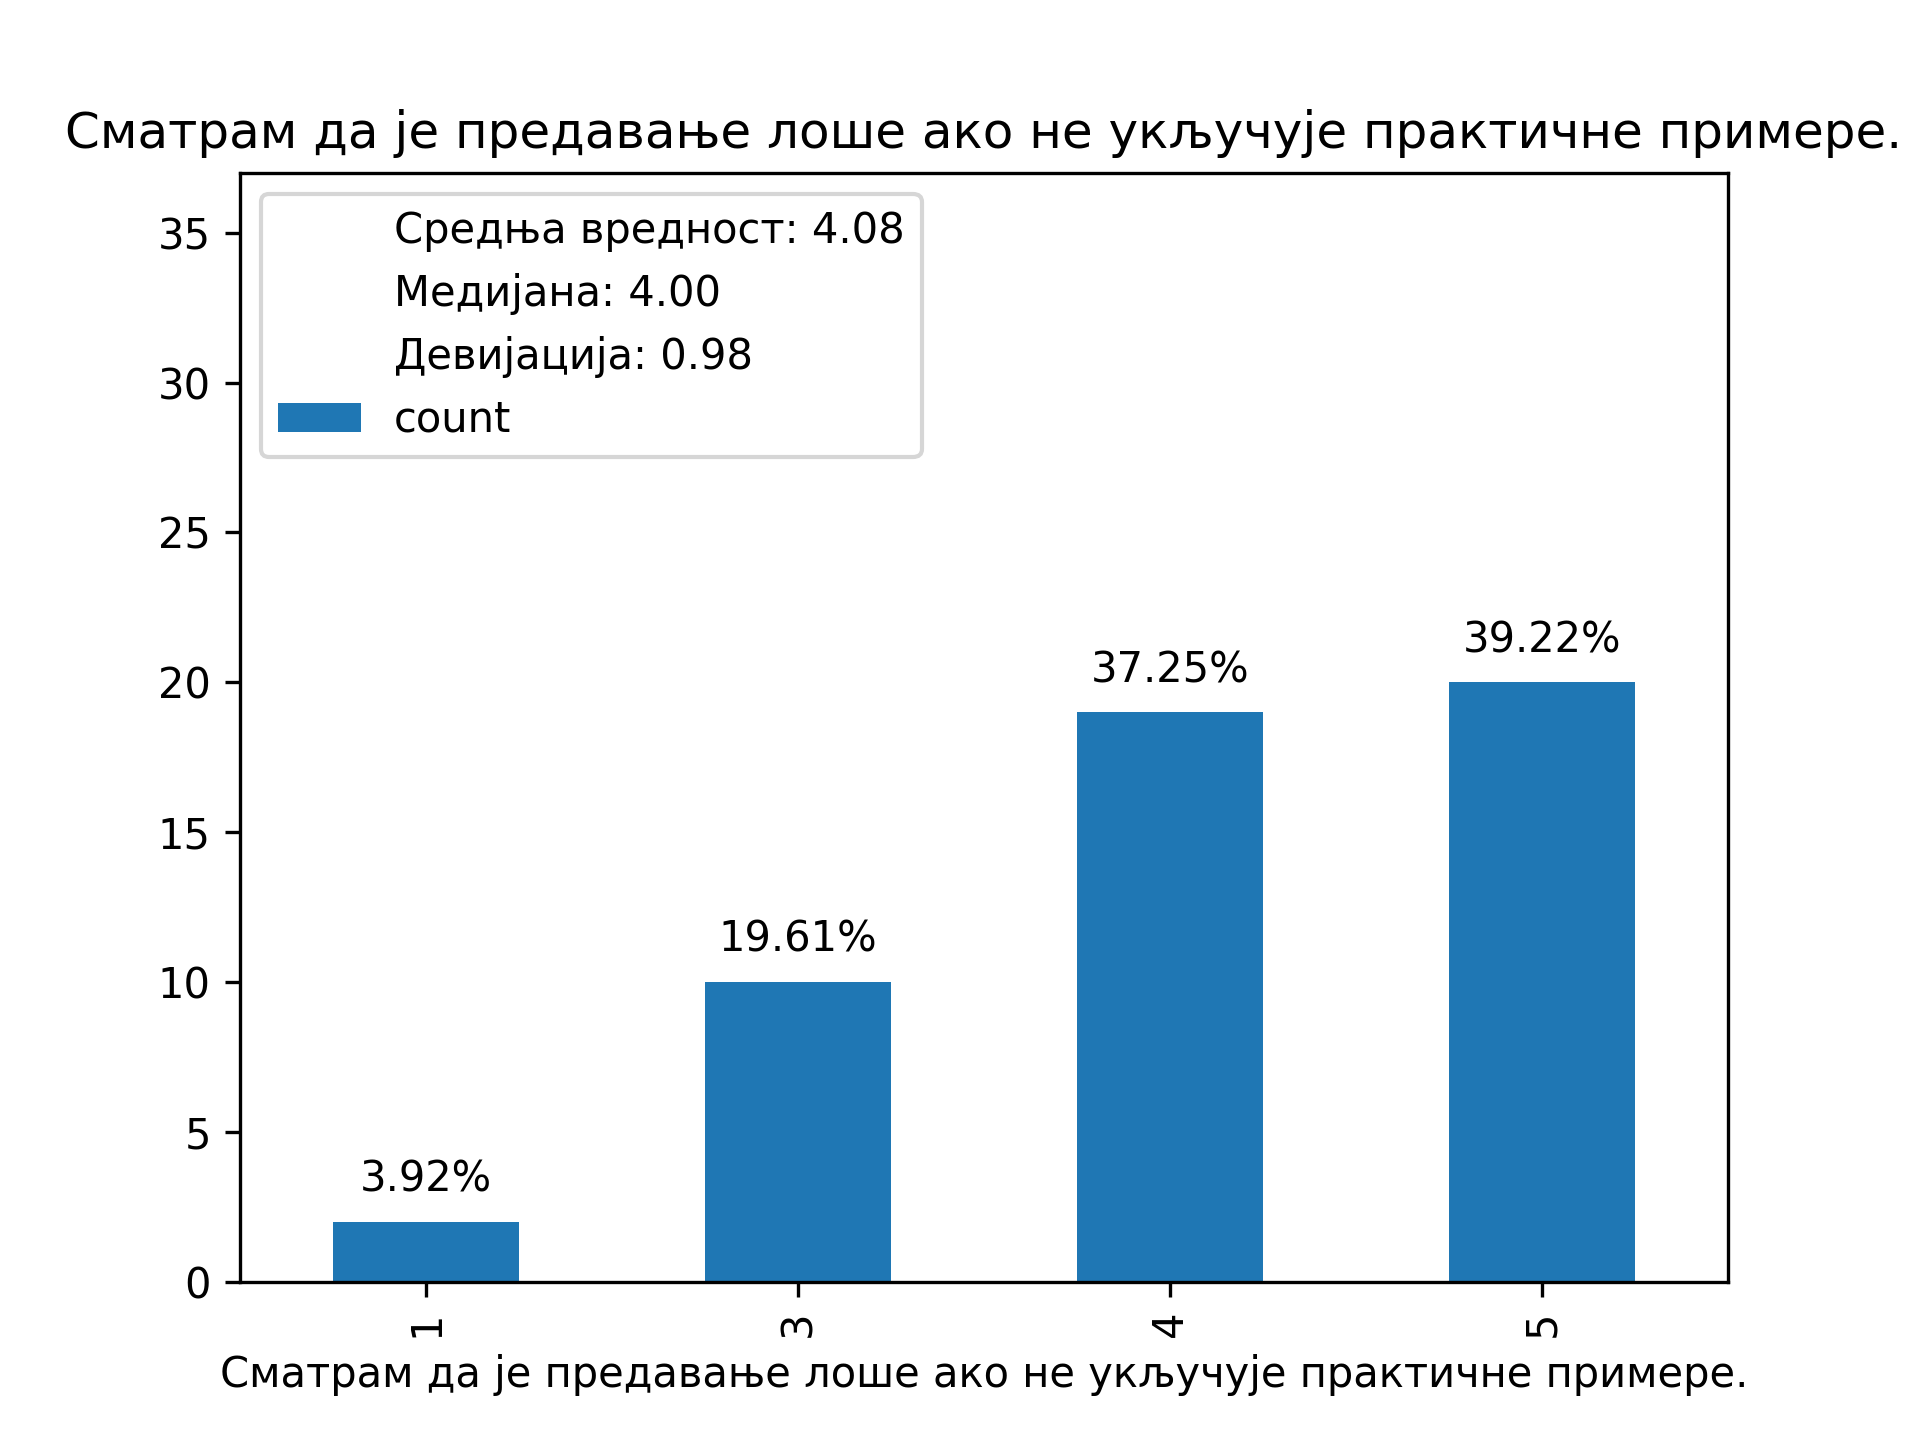 Сматрам да је предавање лоше ако не укључује практичне примере.
Средња вредност: 4.08
Медијана: 4.00
Девијација: 0.98
count
35
30
25
20
15
10
5
0
3.92%
19.61%
37.25%
39.22%
1
3
4
5
Сматрам да је предавање лоше ако не укључује практичне примере.